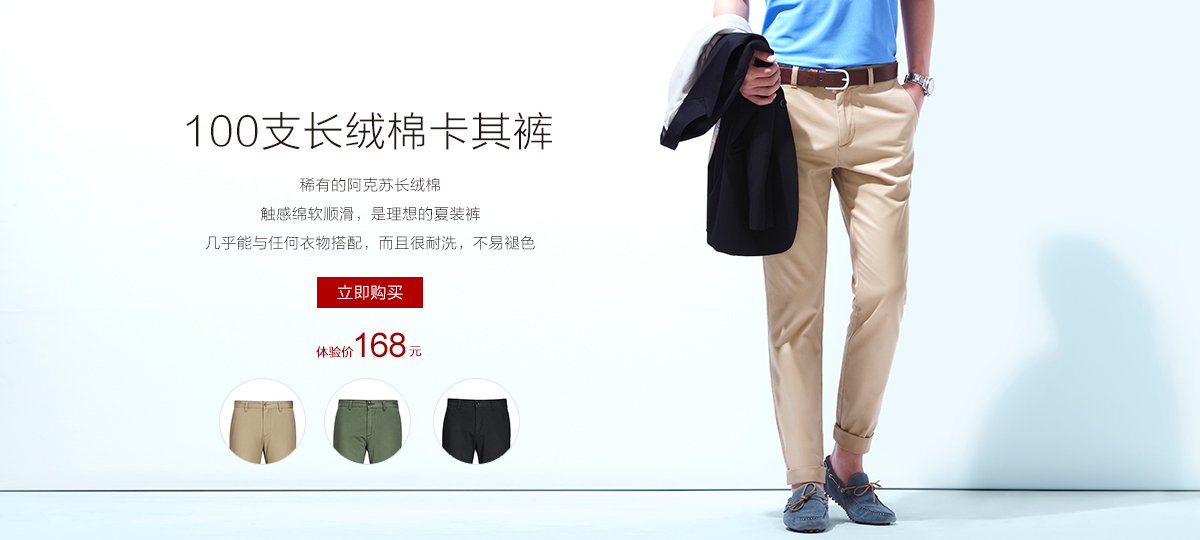 100支长绒棉卡其裤
稀有的阿克苏长绒棉
触感绵软顺滑，是理想的夏装裤
几乎能与任何衣物搭配，而且很耐洗，不易褪色
立即购买
体验价168元